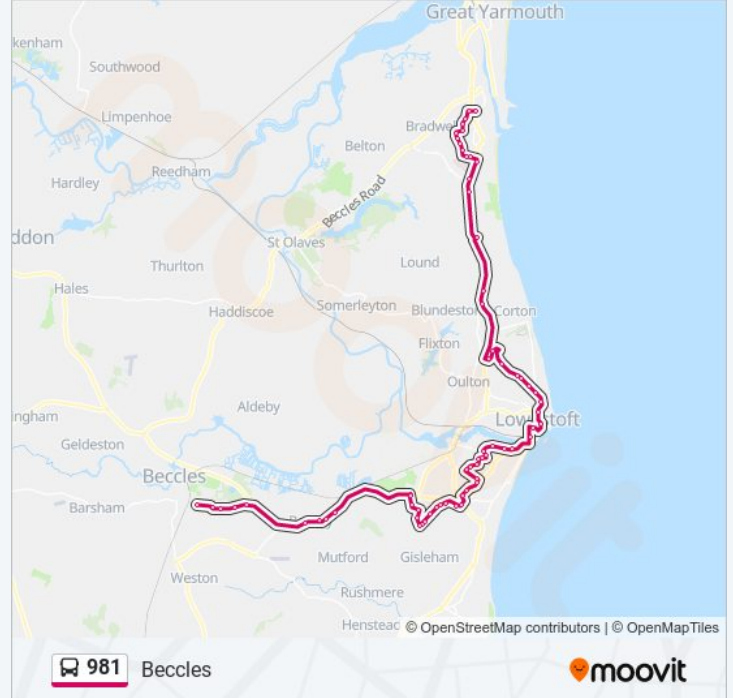 Great Yarmouth
kenham
Southwood
Limpenhoe
Bradwell
Belton
Reedham
Hardley
Beccles Road
ddon
St Olaves
Thurlton
Lound
Hales
Somerleyton
Blundeston
Corton
Haddiscoe
Flixton
Oulton
Aldeby
ingham
Lowestoft
Geldeston
Beccles
Barsham
Mutford
Gisleham
Weston
Rushmere
Henstead
© OpenStreetMap contributors | © OpenMapTiles
981 Beccles
moovit